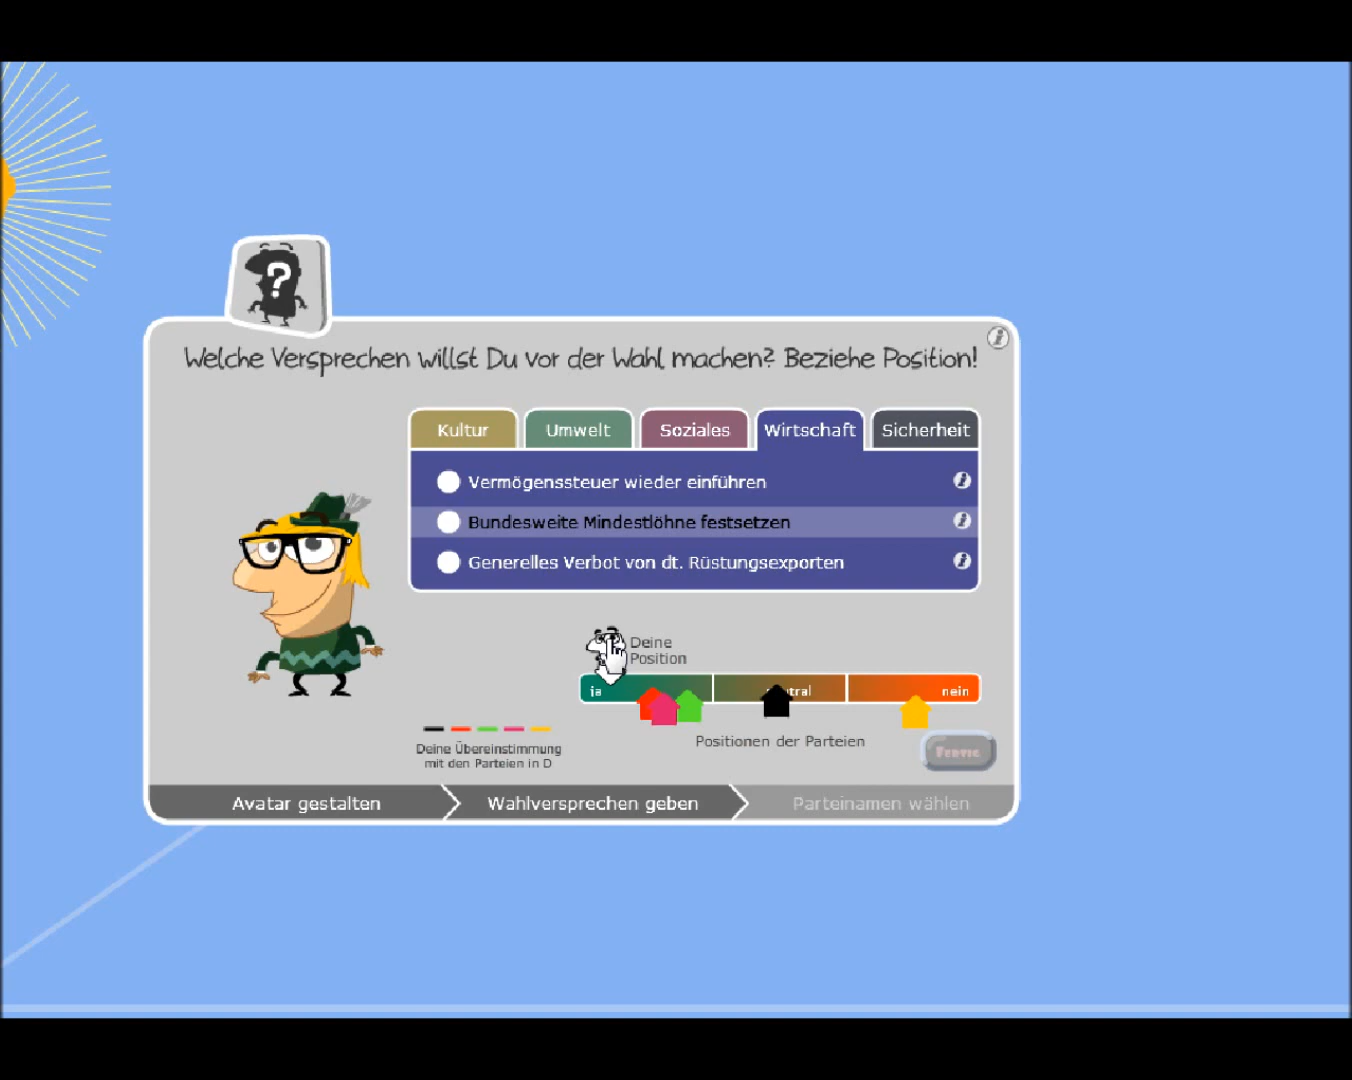 ?
Welche Versprechen willst Du vor der Wahl machen? Beziehe Position!
Kultur
Umwelt
Soziales
Wirtschaft
Sicherheit
Vermögenssteuer wieder einführen
Bundesweite Mindestlöhne festsetzen
Generelles Verbot von dt. Rüstungsexporten
Deine
Position
ja
nein
Positionen der Parteien
Deine Übereinstimmung
mit den Parteien in D
Fertig
Avatar gestalten
Wahlversprechen geben
Parteinamen wählen